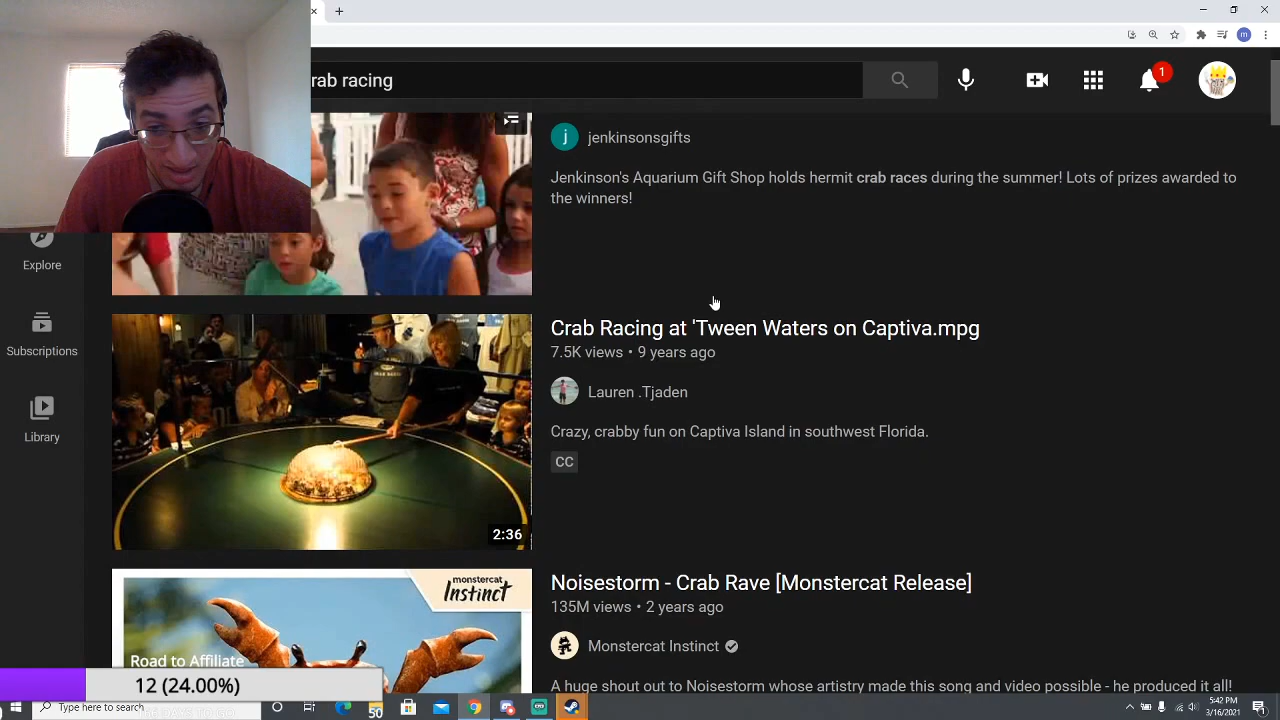 rab racing
1
j
jenkinsonsgifts
Jenkinson's Aquarium Gift Shop holds hermit crab races during the summer! Lots of prizes awarded to
the winners!
Explore
Subscriptions
Library
2:36
Crab Racing at 'Tween Waters on Captiva.mpg
7.5K views • 9 years ago
Lauren .Tjaden
Crazy, crabby fun on Captiva Island in southwest Florida.
CC
monstercat
Instinct
Noisestorm - Crab Rave [Monstercat Release]
135M views • 2 years ago
Monstercat Instinct
A huge shout out to Noisestorm whose artistry made this song and video possible - he produced it all!
Road to Affiliate
12 (24.00%)
50
Type here to search
5:42 PM
3/16/2021
m